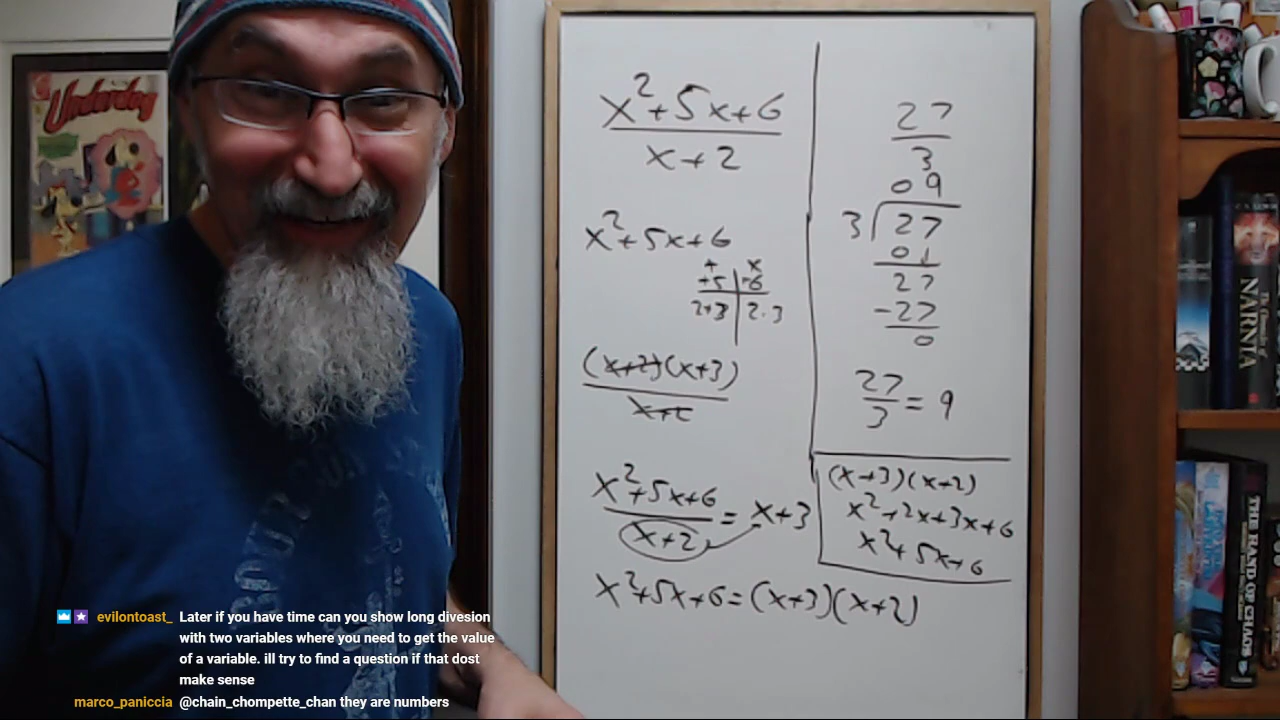 Underdog
x²+5x+6
x+2
x²+5x+6
+ x
+5 | -6
2+3 | 2·3
(x+2)(x+3)
x+2
x²+5x+6 = x+3
x+2
x²+5x+6=(x+3)(x+2)
27
3
09
3 27
01
27
-27
0
27
3 = 9
(x+3)(x+2)
x²+2x+3x+6
x²+5x+6
NARNIA
THE HAND OF CHAOS
evilontoast_ Later if you have time can you show long divesion
with two variables where you need to get the value
of a variable. ill try to find a question if that dost
make sense
marco_paniccia @chain_chompette_chan they are numbers